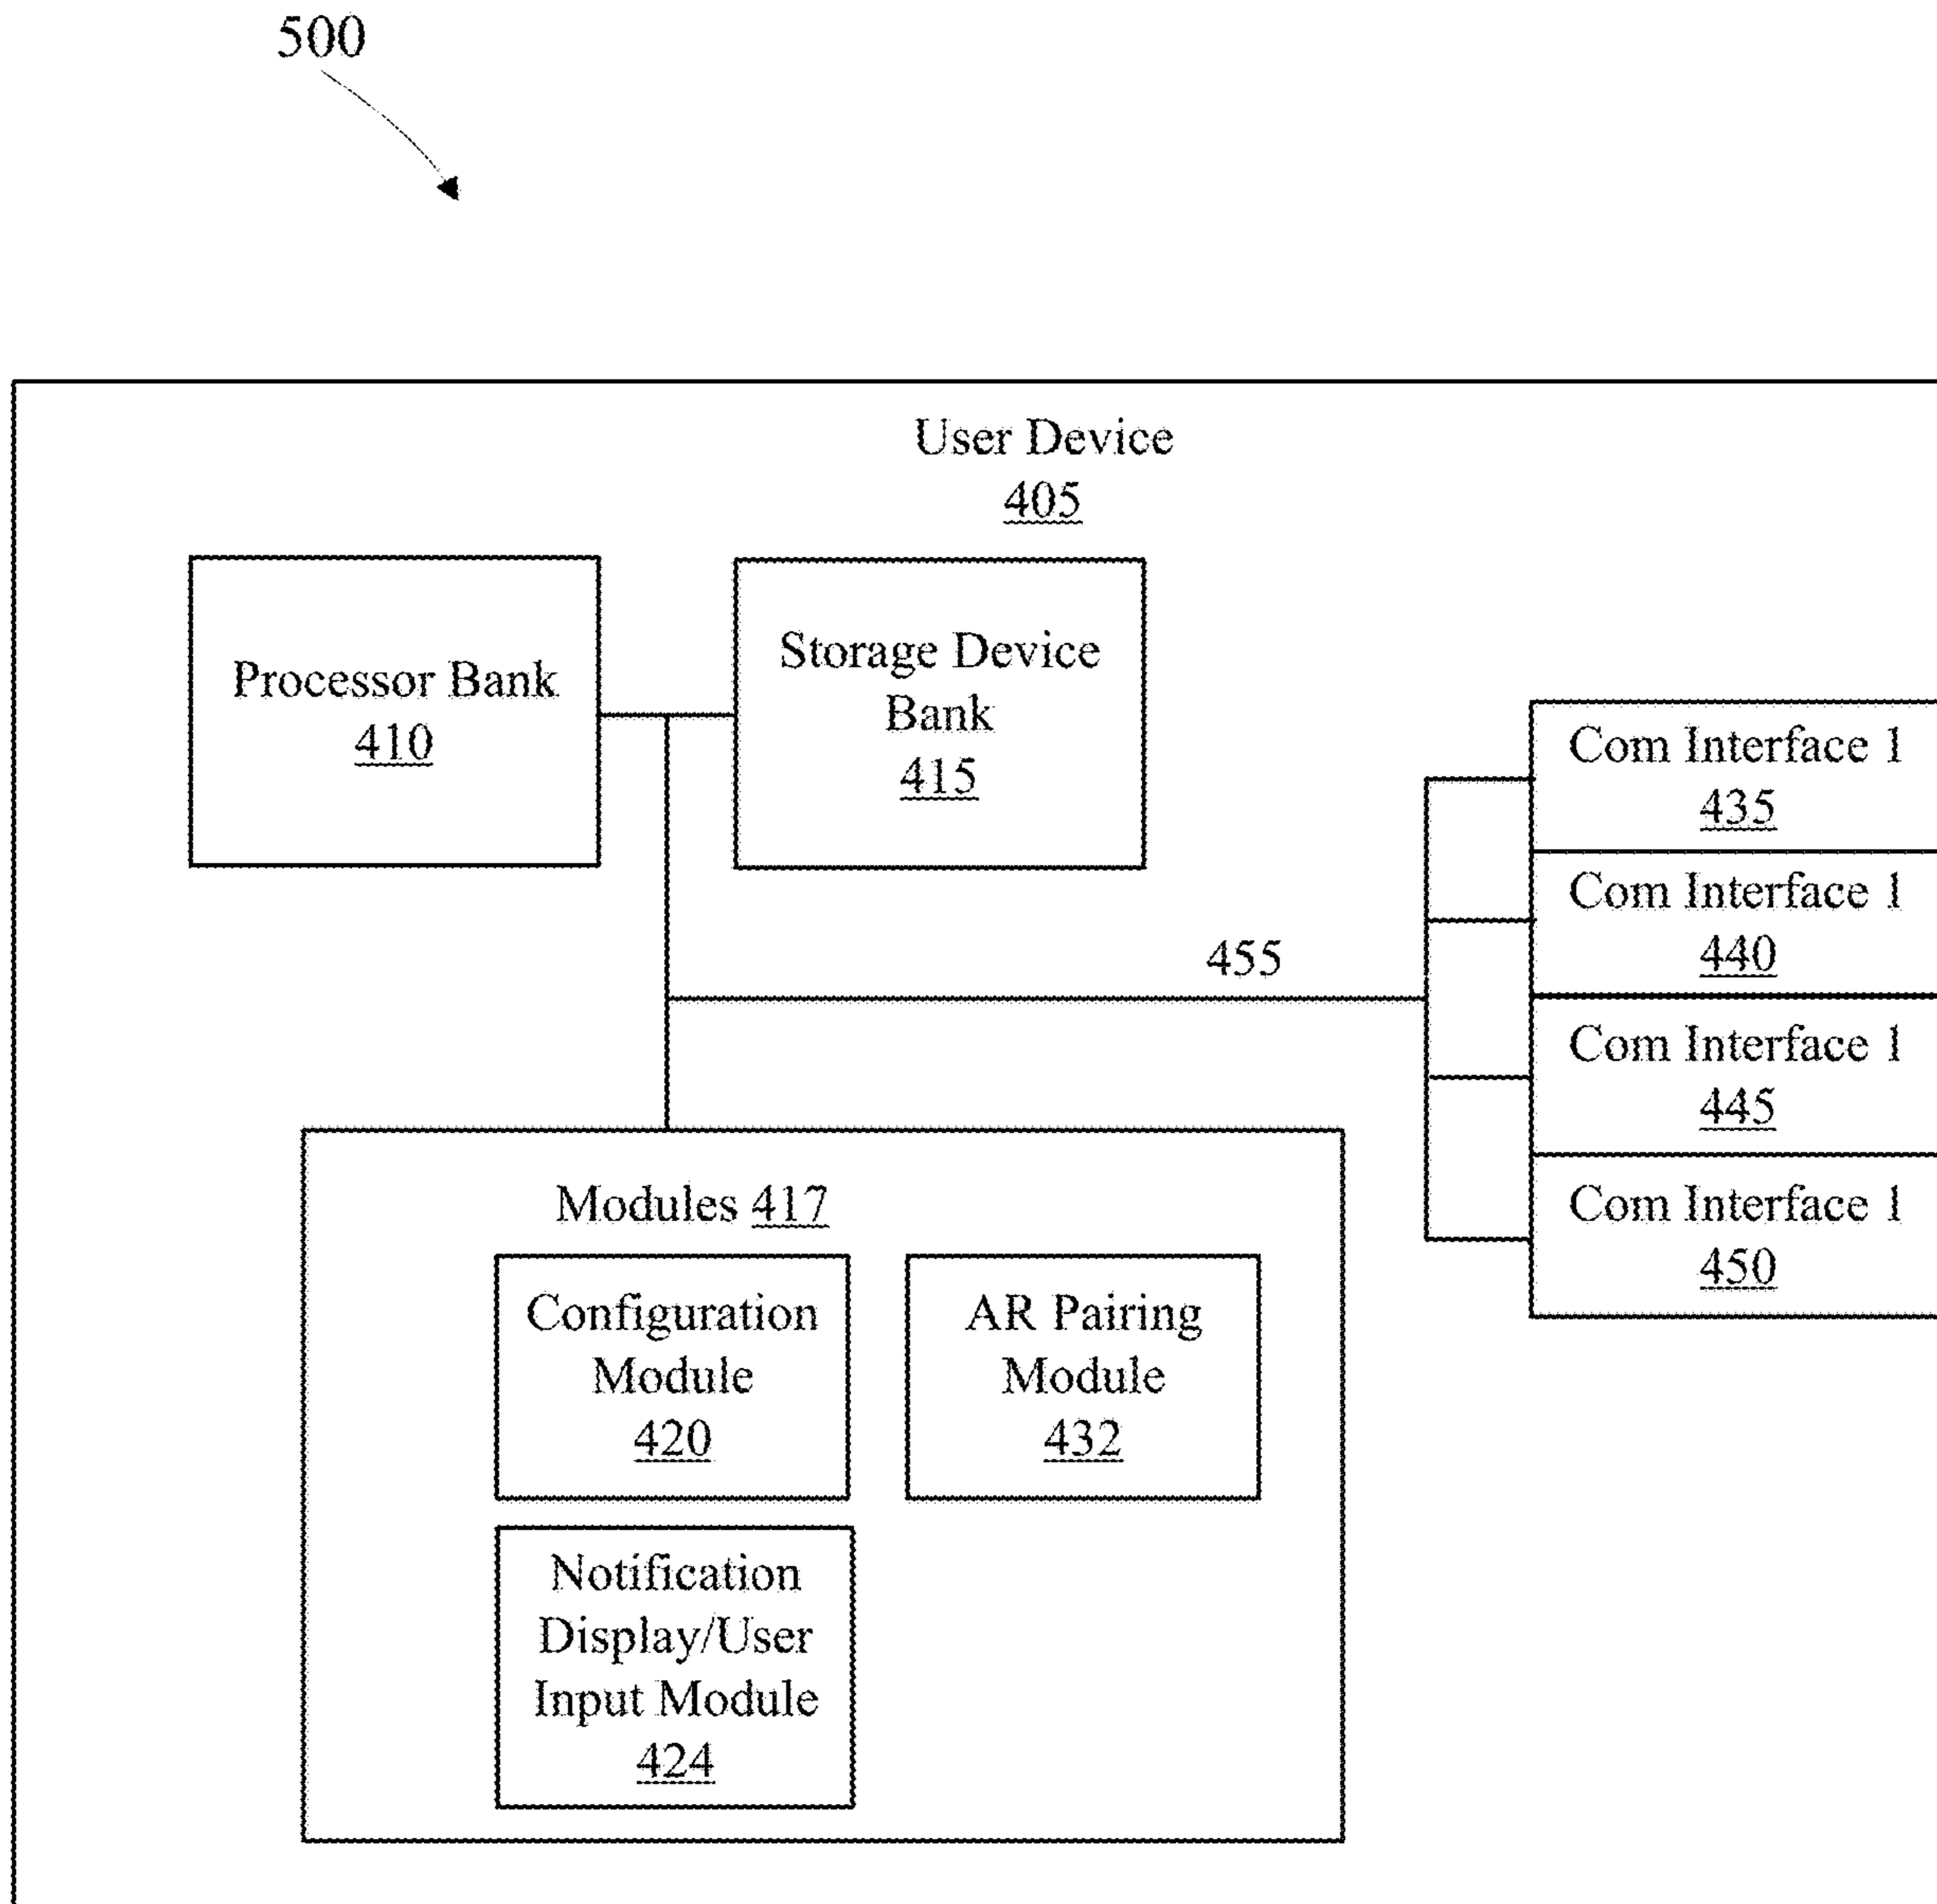 500
User Device
405
Processor Bank
410
Storage Device
Bank
415
Com Interface 1
435
Com Interface 1
440
455
Com Interface 1
445
Com Interface 1
450
Modules 417
Configuration
Module
420
AR Pairing
Module
432
Notification
Display/User
Input Module
424